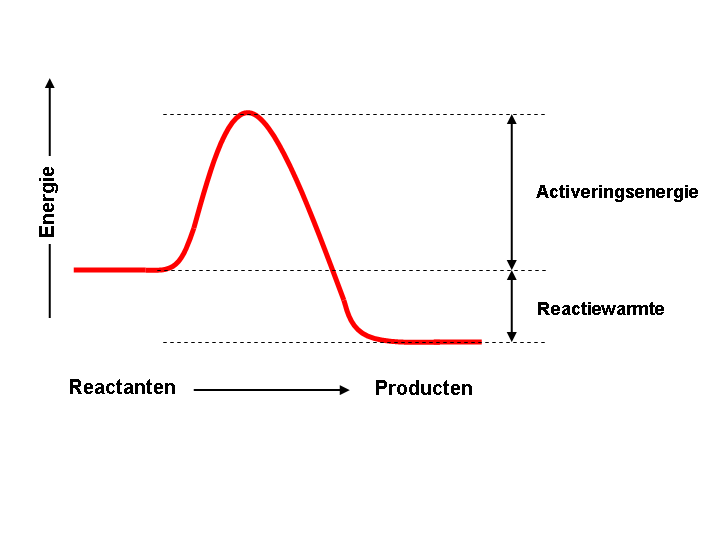 Energie
Activeringsenergie
Reactiewarmte
Reactanten
Producten